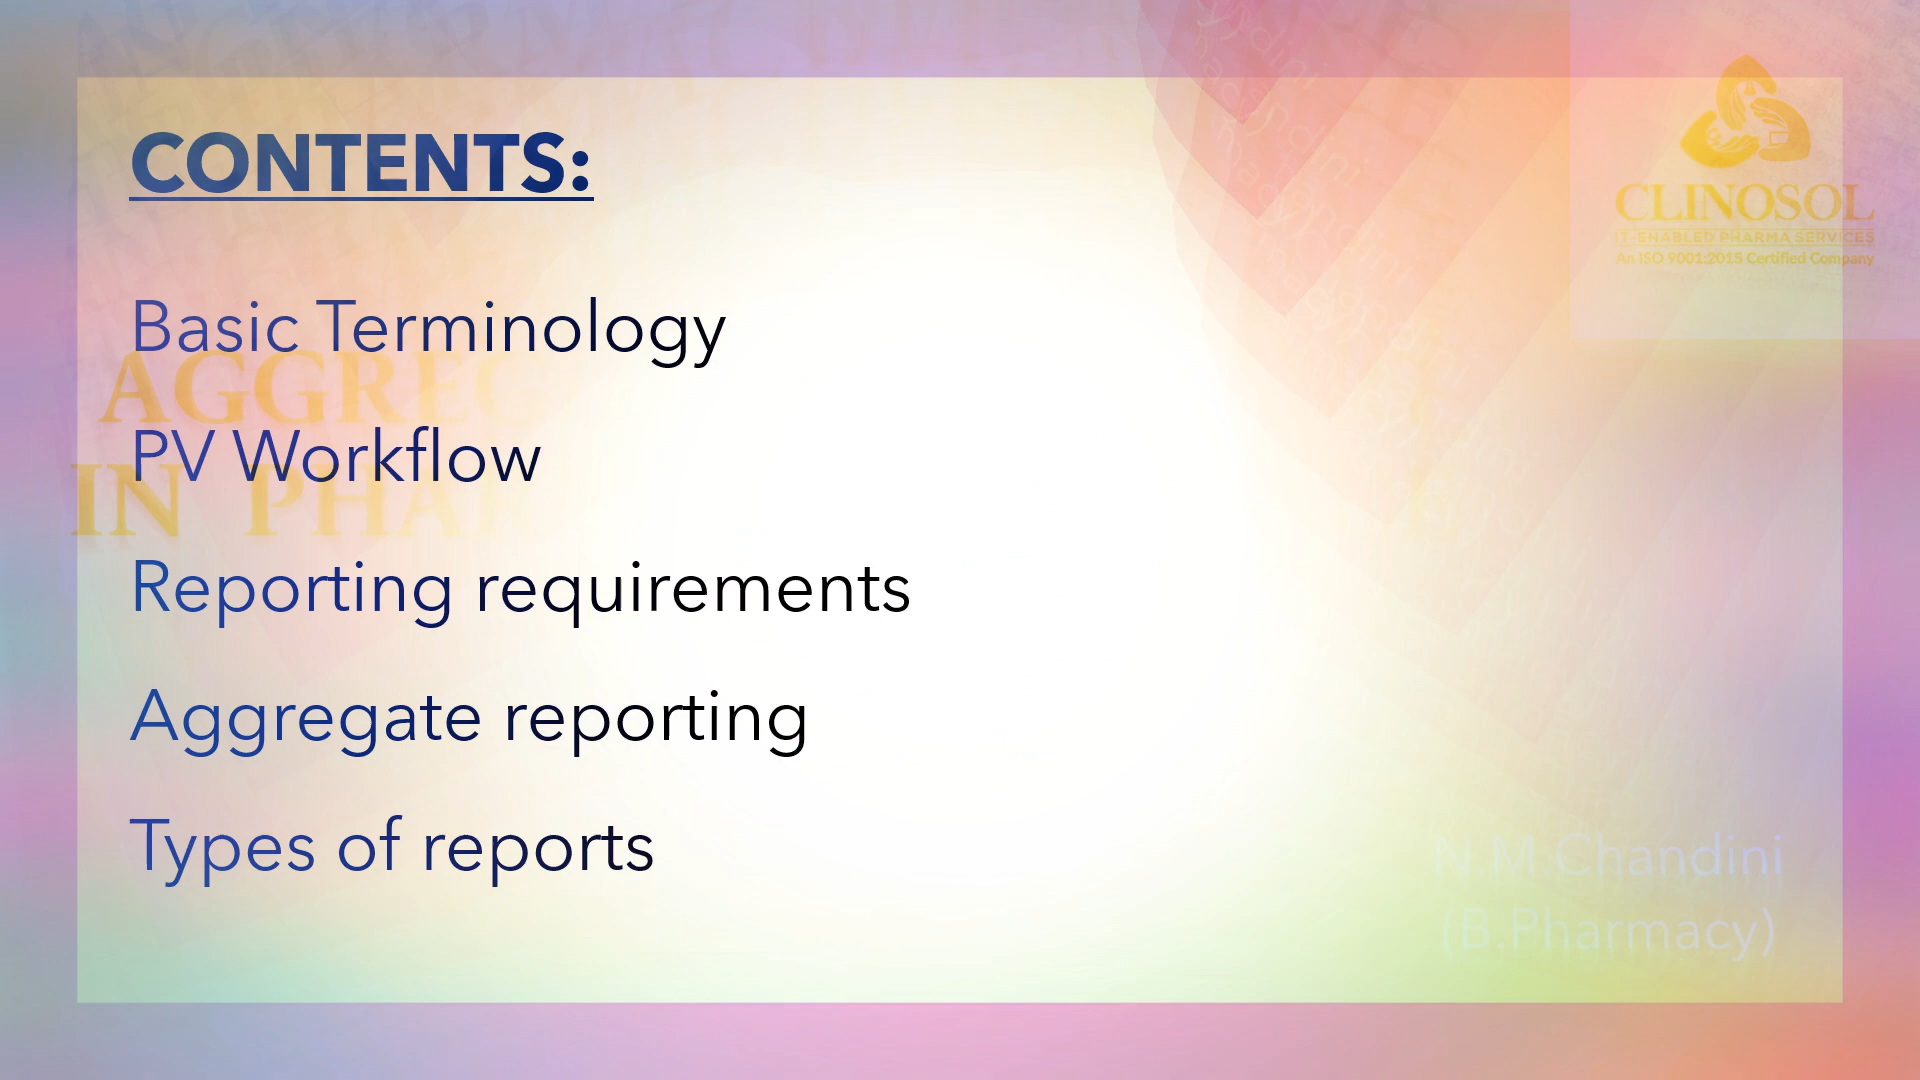 CONTENTS:
Basic Terminology
PV Workflow
Reporting requirements
Aggregate reporting
Types of reports
CLINOSOL
IT-ENABLED PHARMA SERVICES
An ISO 9001:2015 Certified Company
IN
N.M.Chandini
(B.Pharmacy)